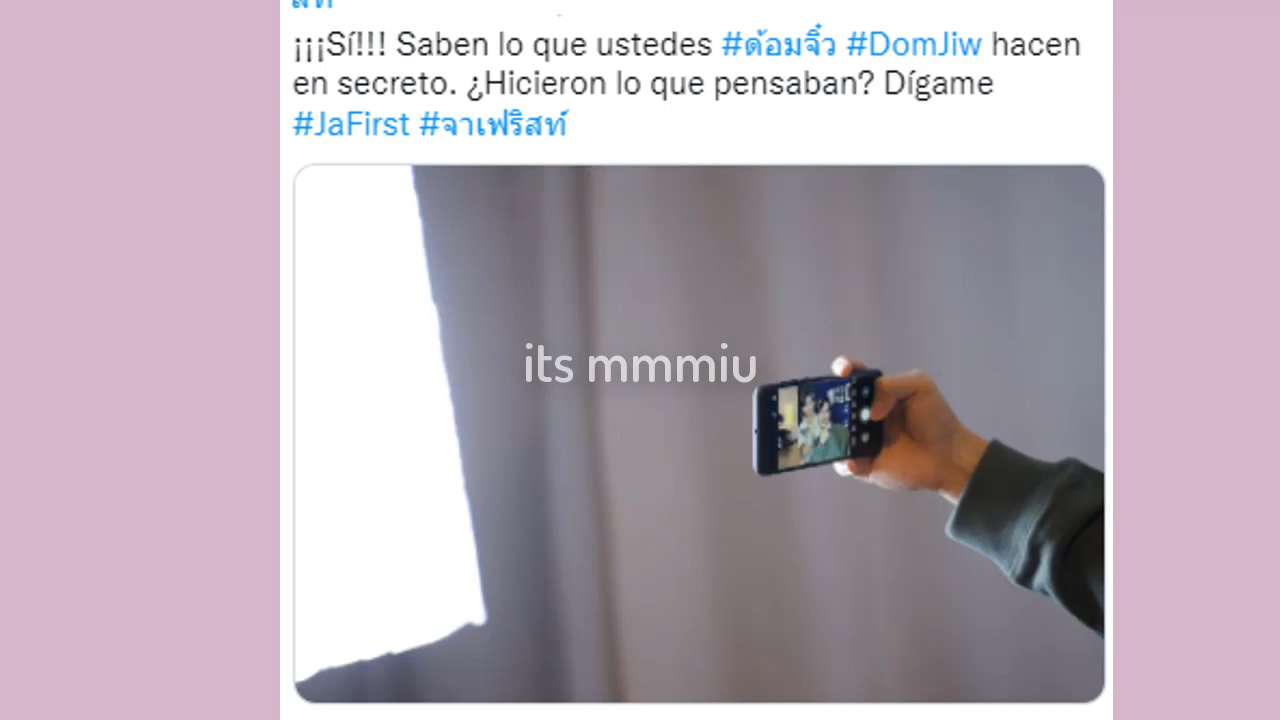 ¡¡¡Sí!!! Saben lo que ustedes #ด้อมจิ๋ว #DomJiw hacen
en secreto. ¿Hicieron lo que pensaban? Dígame
#JaFirst #จาเฟริสท์
its mmmiu